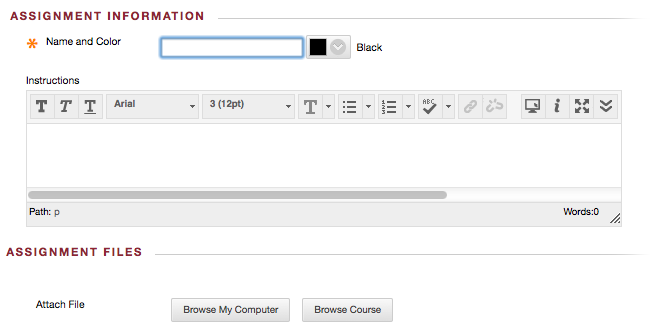 ASSIGNMENT INFORMATION
Name and Color
Black
Instructions
T T T Arial 3 (12pt) T ABC i
Path: p Words:0
ASSIGNMENT FILES
Attach File Browse My Computer Browse Course